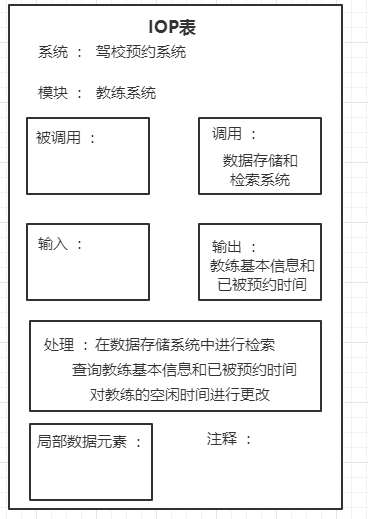 IOP表
系统 ： 驾校预约系统
模块 ： 教练系统
被调用 ：
调用 ：
数据存储和
检索系统
输入 ：
输出 ：
教练基本信息和
已被预约时间
处理 ：在数据存储系统中进行检索
查询教练基本信息和已被预约时间
对教练的空闲时间进行更改
局部数据元素 ：
注释 ：